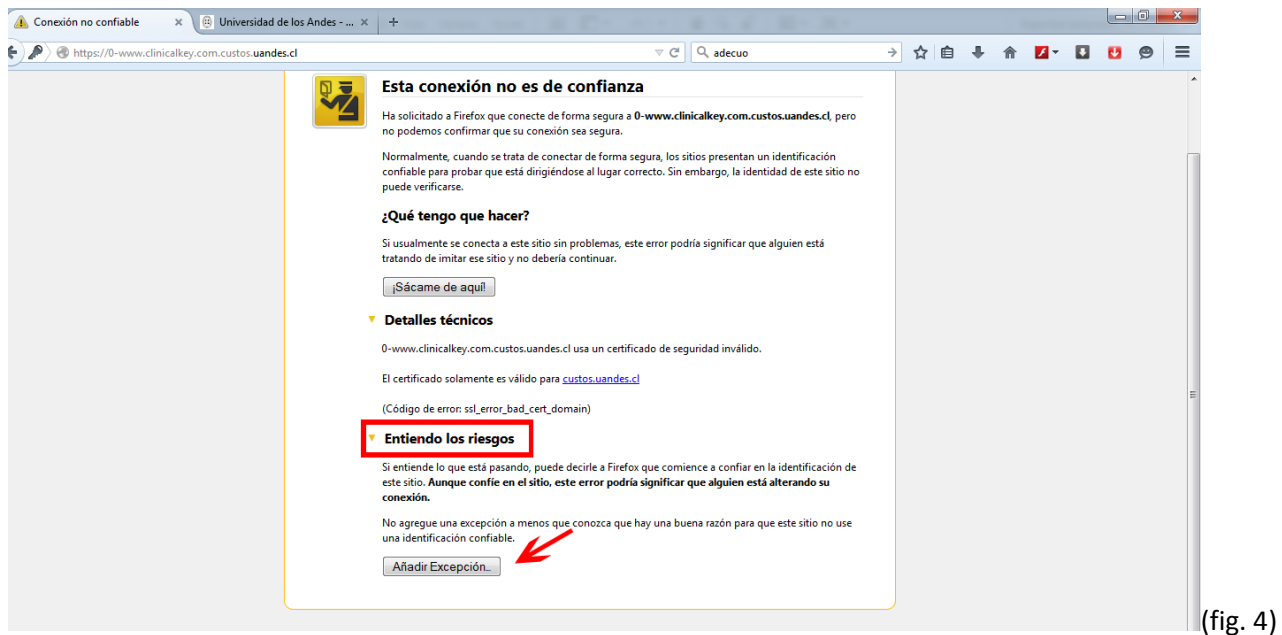 Conexión no confiable
Universidad de los Andes - ...
https://0-www.clinicalkey.com.custos.uandes.cl
adecuo
Esta conexión no es de confianza
Ha solicitado a Firefox que conecte de forma segura a 0-www.clinicalkey.com.custos.uandes.cl, pero
no podemos confirmar que su conexión sea segura.
Normalmente, cuando se trata de conectar de forma segura, los sitios presentan un identificación
confiable para probar que está dirigiéndose al lugar correcto. Sin embargo, la identidad de este sitio no
puede verificarse.
¿Qué tengo que hacer?
Si usualmente se conecta a este sitio sin problemas, este error podría significar que alguien está
tratando de imitar ese sitio y no debería continuar.
¡Sácame de aquí!
Detalles técnicos
0-www.clinicalkey.com.custos.uandes.cl usa un certificado de seguridad inválido.
El certificado solamente es válido para custos.uandes.cl
(Código de error: ssl_error_bad_cert_domain)
Entiendo los riesgos
Si entiende lo que está pasando, puede decirle a Firefox que comience a confiar en la identificación de
este sitio. Aunque confíe en el sitio, este error podría significar que alguien está alterando su
conexión.
No agregue una excepción a menos que conozca que hay una buena razón para que este sitio no use
una identificación confiable.
Añadir Excepción...
(fig. 4)